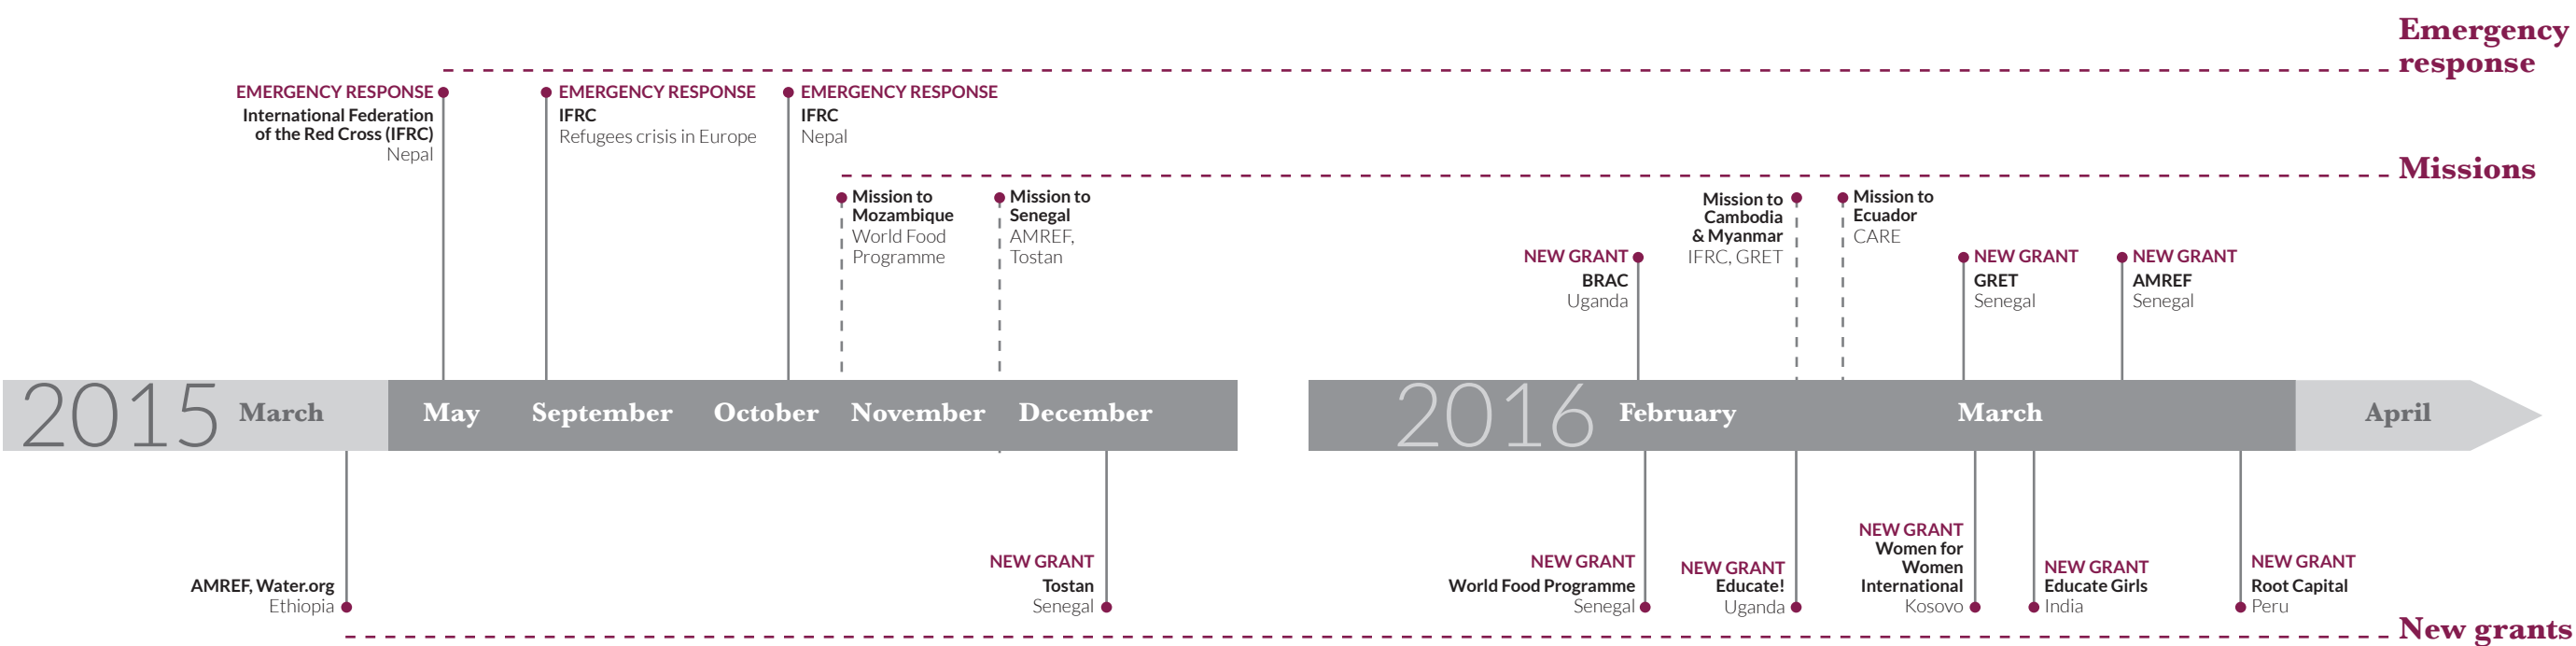 Emergency
response
EMERGENCY RESPONSE
International Federation
of the Red Cross (IFRC)
Nepal
EMERGENCY RESPONSE
IFRC
Refugees crisis in Europe
EMERGENCY RESPONSE
IFRC
Nepal
Missions
Mission to
Mozambique
World Food
Programme
Mission to
Senegal
AMREF,
Tostan
Mission to
Cambodia
& Myanmar
IFRC, GRET
Mission to
Ecuador
CARE
NEW GRANT
BRAC
Uganda
NEW GRANT
GRET
Senegal
NEW GRANT
AMREF
Senegal
2015 March May September October November December 2016 February March April
AMREF, Water.org
Ethiopia
NEW GRANT
Tostan
Senegal
NEW GRANT
World Food Programme
Senegal
NEW GRANT
Educate!
Uganda
NEW GRANT
Women for
Women
International
Kosovo
NEW GRANT
Educate Girls
India
NEW GRANT
Root Capital
Peru
New grants